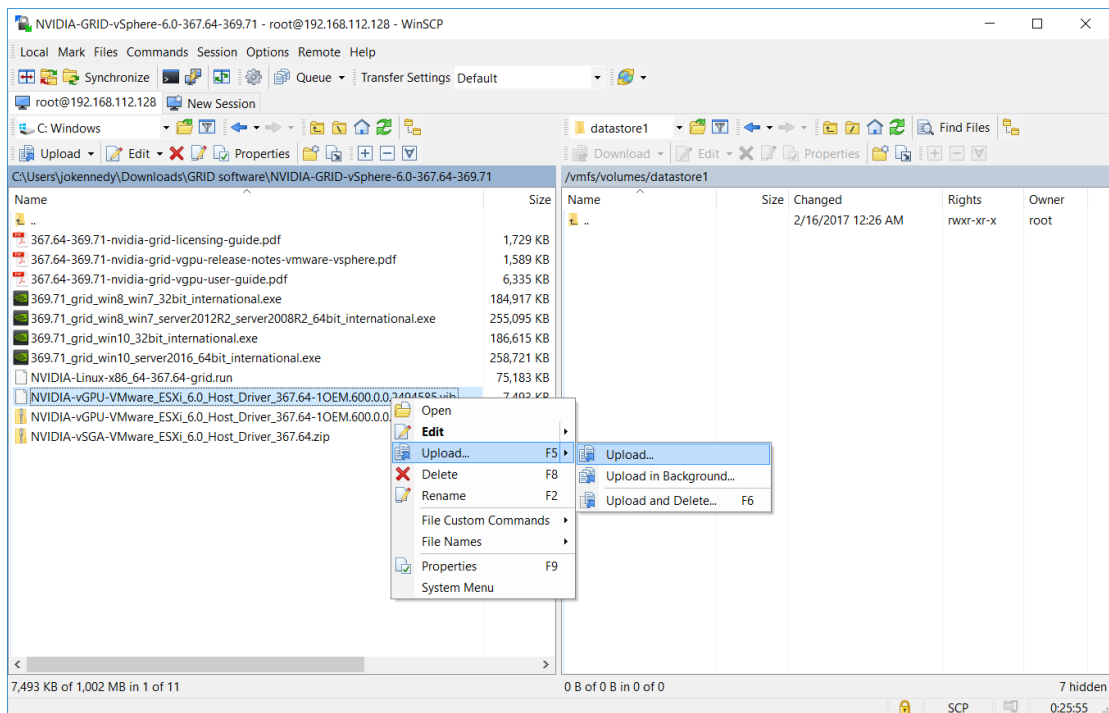 NVIDIA-GRID-vSphere-6.0-367.64-369.71 - root@192.168.112.128 - WinSCP
Local Mark Files Commands Session Options Remote Help
Synchronize Queue Transfer Settings Default
root@192.168.112.128 New Session
C: Windows datastore1 Find Files
Upload Edit Properties Download Edit Properties
C:\Users\jokennedy\Downloads\GRID software\NVIDIA-GRID-vSphere-6.0-367.64-369.71 /vmfs/volumes/datastore1
Name Size Name Size Changed Rights Owner
.. .. 2/16/2017 12:26 AM rwxr-xr-x root
367.64-369.71-nvidia-grid-licensing-guide.pdf 1,729 KB
367.64-369.71-nvidia-grid-vgpu-release-notes-vmware-vsphere.pdf 1,589 KB
367.64-369.71-nvidia-grid-vgpu-user-guide.pdf 6,335 KB
369.71_grid_win8_win7_32bit_international.exe 184,917 KB
369.71_grid_win8_win7_server2012R2_server2008R2_64bit_international.exe 255,095 KB
369.71_grid_win10_32bit_international.exe 186,615 KB
369.71_grid_win10_server2016_64bit_international.exe 258,721 KB
NVIDIA-Linux-x86_64-367.64-grid.run 75,183 KB
NVIDIA-vGPU-VMware_ESXi_6.0_Host_Driver_367.64-1OEM.600.0.0.2494585.vib 7,493 KB
NVIDIA-vGPU-VMware_ESXi_6.0_Host_Driver_367.64-1OEM.600.0.0.
NVIDIA-vSGA-VMware_ESXi_6.0_Host_Driver_367.64.zip
Open
Edit
Upload... F5
Delete F8
Rename F2
File Custom Commands
File Names
Properties F9
System Menu
Upload...
Upload in Background...
Upload and Delete... F6
7,493 KB of 1,002 MB in 1 of 11 0 B of 0 B in 0 of 0 7 hidden
SCP 0:25:55